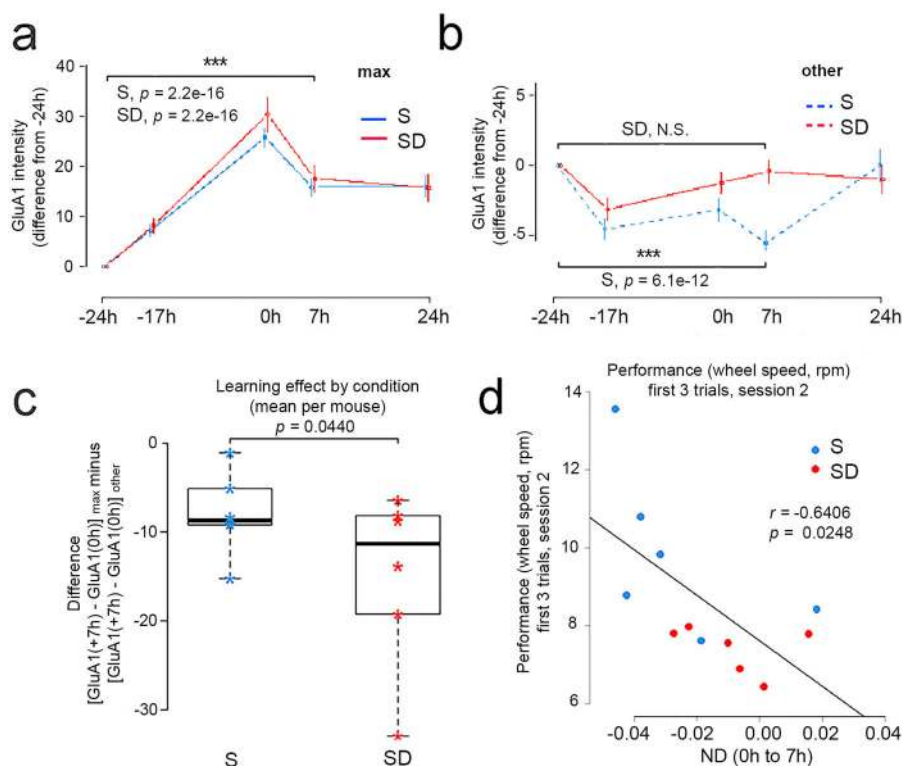 a
GluA1 intensity
(difference from -24h)
40
30
20
10
0
***
S, p = 2.2e-16
SD, p = 2.2e-16
max
S
SD
-24h -17h 0h 7h 24h
b
GluA1 intensity
(difference from -24h)
5
0
-5
other
S
SD
SD, N.S.
***
S, p = 6.1e-12
-24h -17h 0h 7h 24h
c
Learning effect by condition
(mean per mouse)
p = 0.0440
Difference
[GluA1(+7h) - GluA1(0h)] max minus
[GluA1(+7h) - GluA1(0h)] other
0
-10
-20
-30
S SD
d
Performance (wheel speed, rpm)
first 3 trials, session 2
Performance (wheel speed, rpm)
first 3 trials, session 2
14
12
10
8
6
S
SD
r = -0.6406
p = 0.0248
-0.04 -0.02 0.00 0.02 0.04
ND (0h to 7h)